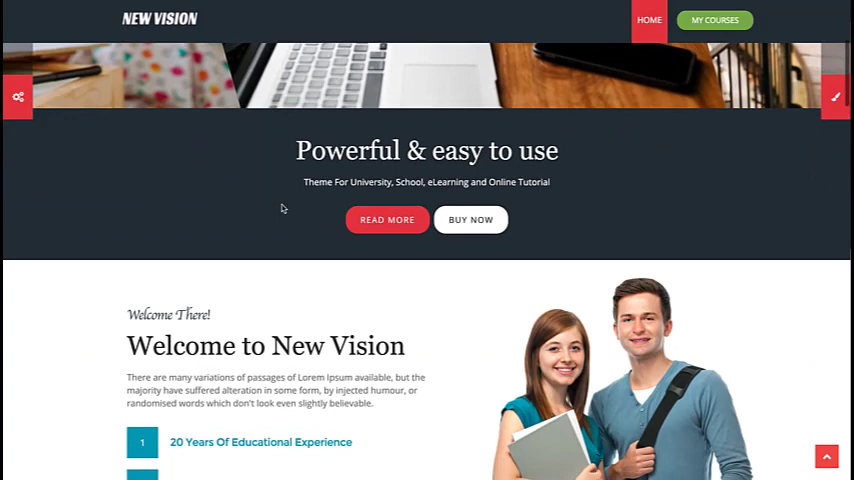 NEW VISION
HOME
MY COURSES
Powerful & easy to use
Theme For University, School, eLearning and Online Tutorial
READ MORE
BUY NOW
Welcome There!
Welcome to New Vision
There are many variations of passages of Lorem Ipsum available, but the
majority have suffered alteration in some form, by injected humour, or
randomised words which don't look even slightly believable.
1
20 Years Of Educational Experience